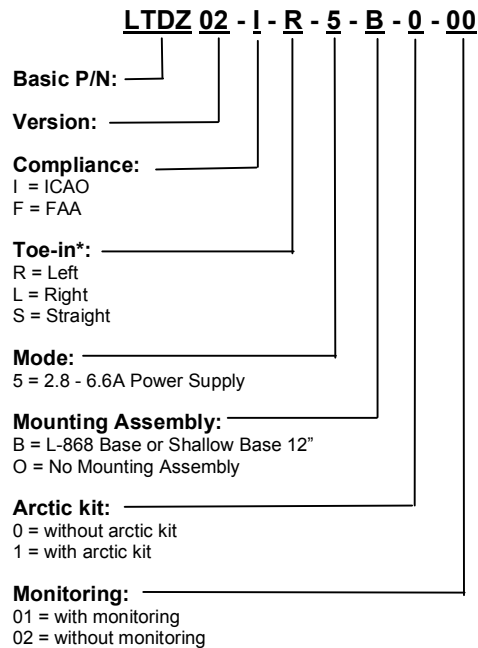 LTDZ 02 - I - R - 5 - B - 0 - 00
Basic P/N:
Version:
Compliance:
I = ICAO
F = FAA
Toe-in*:
R = Left
L = Right
S = Straight
Mode:
5 = 2.8 - 6.6A Power Supply
Mounting Assembly:
B = L-868 Base or Shallow Base 12”
O = No Mounting Assembly
Arctic kit:
0 = without arctic kit
1 = with arctic kit
Monitoring:
01 = with monitoring
02 = without monitoring